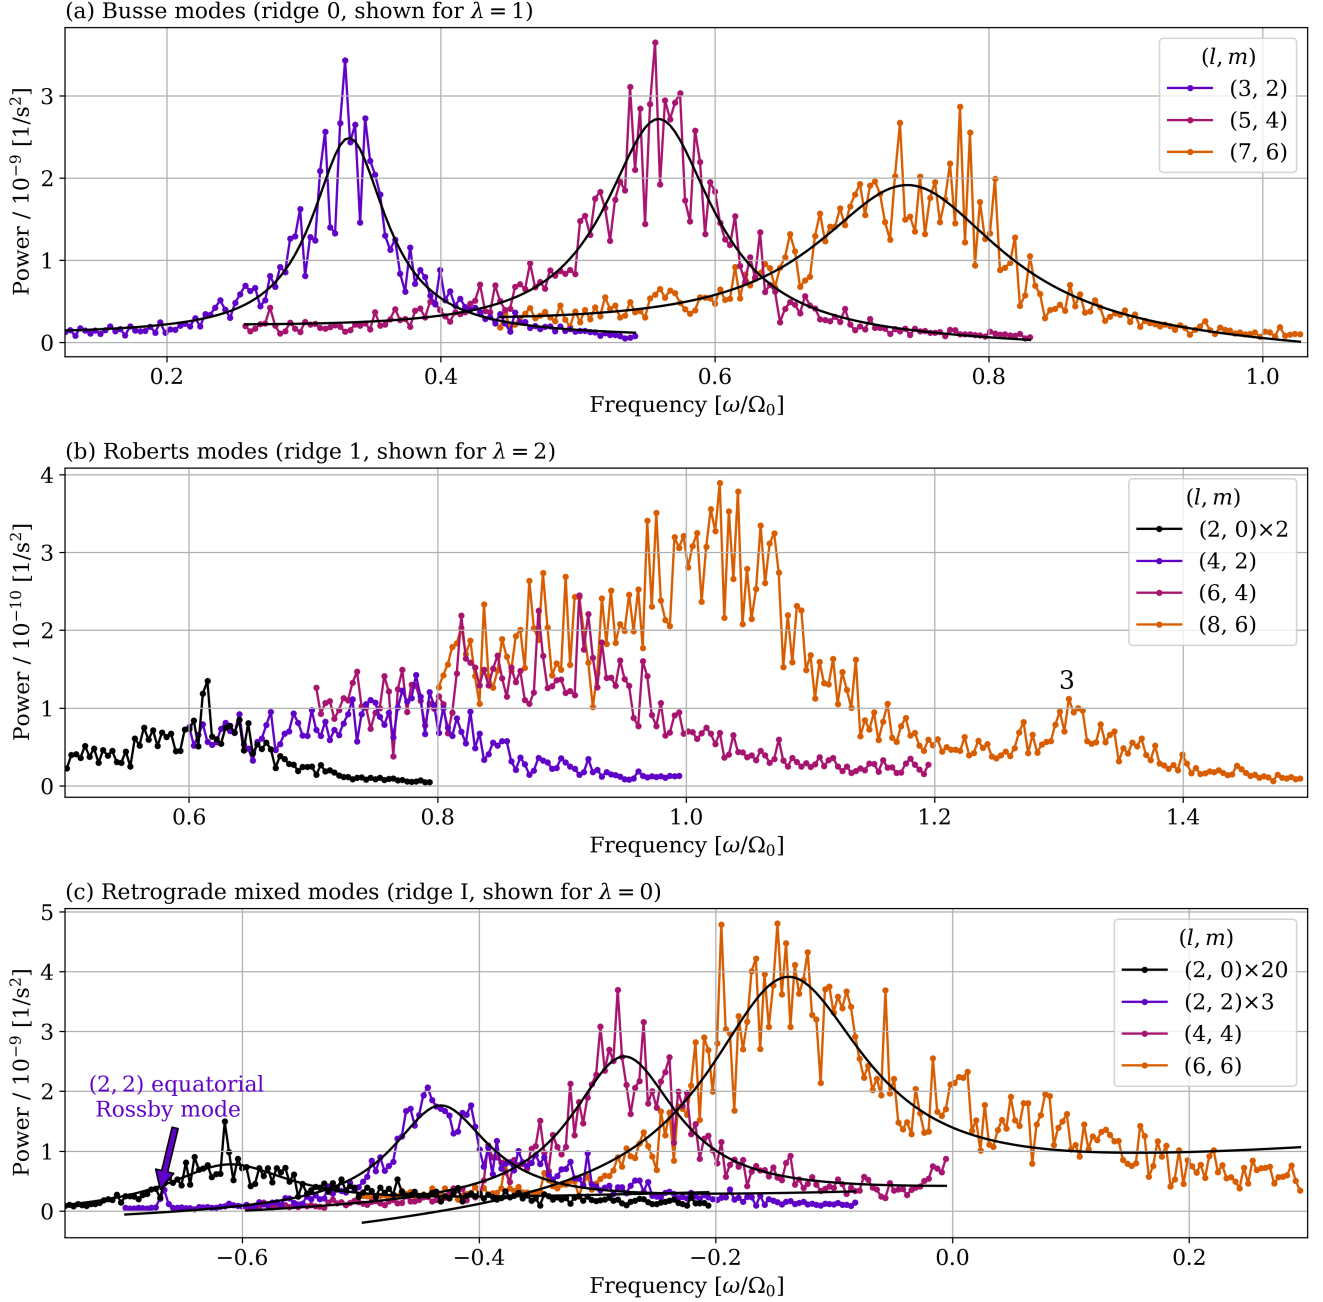 (a) Busse modes (ridge 0, shown for λ = 1)
Power / 10⁻⁹ [1/s²]
3
2
1
0
(l, m)
(3, 2)
(5, 4)
(7, 6)
0.2 0.4 0.6 0.8 1.0
Frequency [ω/Ω₀]
(b) Roberts modes (ridge 1, shown for λ = 2)
Power / 10⁻¹⁰ [1/s²]
4
3
2
1
0
(l, m)
(2, 0)×2
(4, 2)
(6, 4)
(8, 6)
3
0.6 0.8 1.0 1.2 1.4
Frequency [ω/Ω₀]
(c) Retrograde mixed modes (ridge I, shown for λ = 0)
Power / 10⁻⁹ [1/s²]
5
4
3
2
1
0
(l, m)
(2, 0)×20
(2, 2)×3
(4, 4)
(6, 6)
(2, 2) equatorial
Rossby mode
−0.6 −0.4 −0.2 0.0 0.2
Frequency [ω/Ω₀]